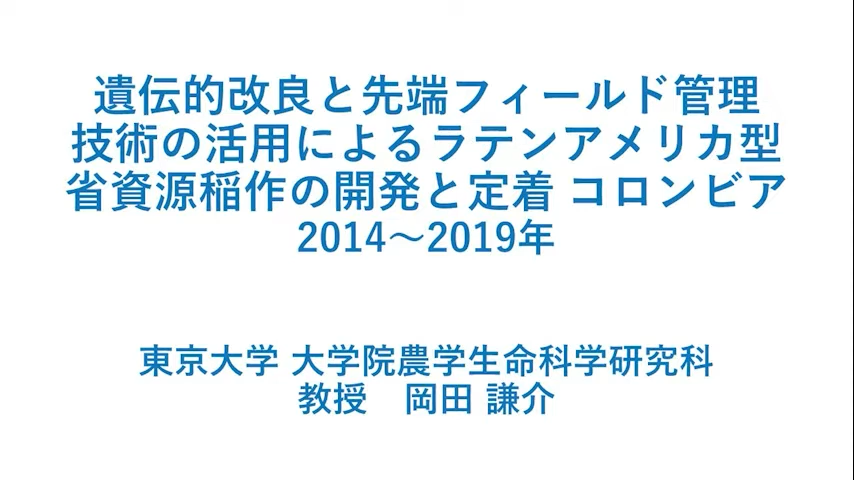 遺伝的改良と先端フィールド管理
技術の活用によるラテンアメリカ型
省資源稲作の開発と定着 コロンビア
2014～2019年
東京大学 大学院農学生命科学研究科
教授　岡田 謙介